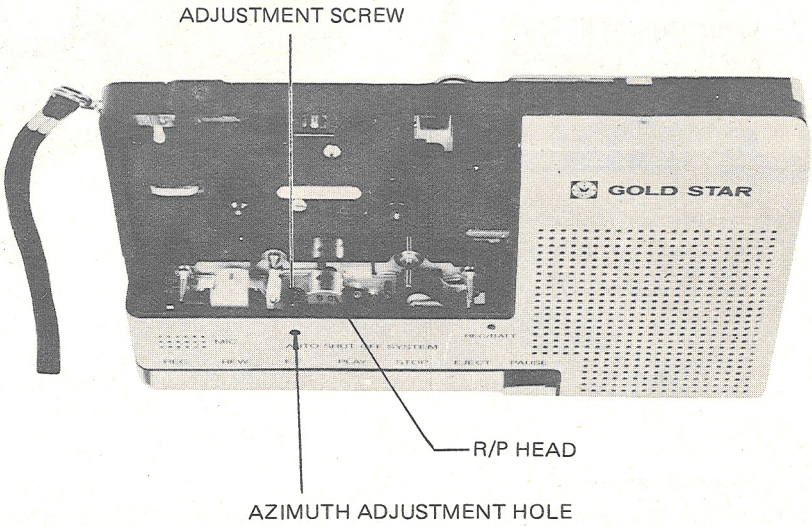 ADJUSTMENT SCREW
GOLD STAR
REC/BATT
MIC
AUTO SHUT OFF SYSTEM
REC REW F.F PLAY STOP EJECT PAUSE
R/P HEAD
AZIMUTH ADJUSTMENT HOLE